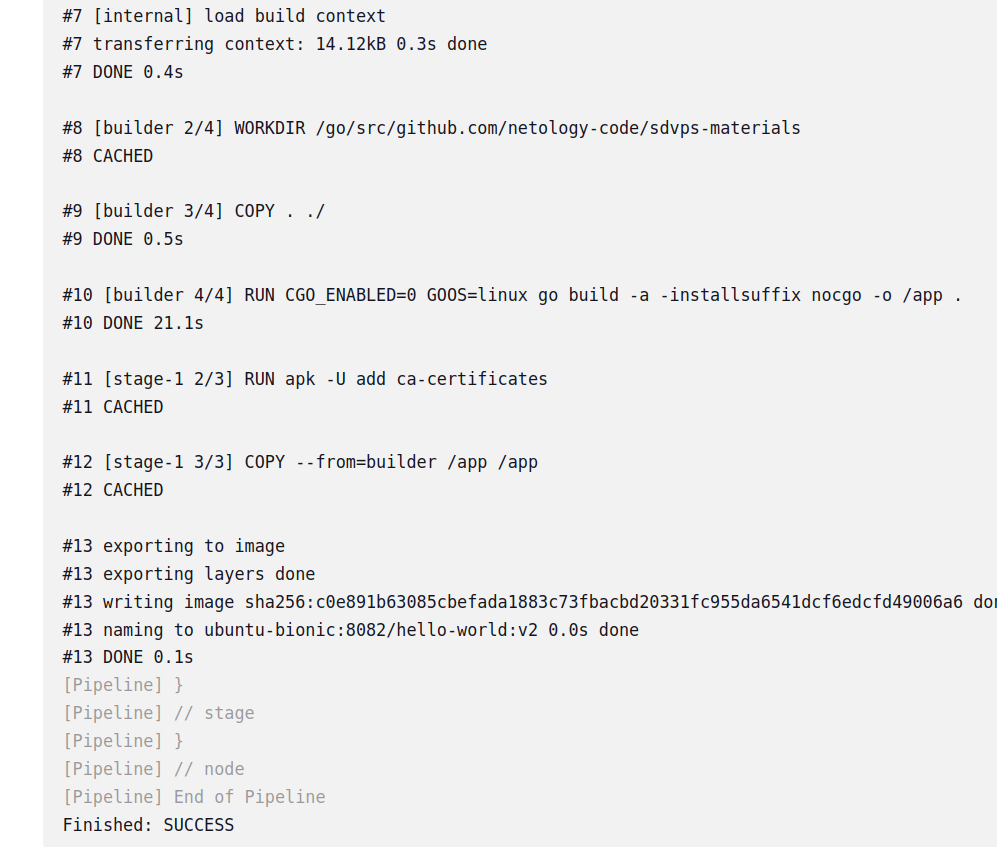 #7 [internal] load build context
#7 transferring context: 14.12kB 0.3s done
#7 DONE 0.4s
#8 [builder 2/4] WORKDIR /go/src/github.com/netology-code/sdvps-materials
#8 CACHED
#9 [builder 3/4] COPY . ./
#9 DONE 0.5s
#10 [builder 4/4] RUN CGO_ENABLED=0 GOOS=linux go build -a -installsuffix nocgo -o /app .
#10 DONE 21.1s
#11 [stage-1 2/3] RUN apk -U add ca-certificates
#11 CACHED
#12 [stage-1 3/3] COPY --from=builder /app /app
#12 CACHED
#13 exporting to image
#13 exporting layers done
#13 writing image sha256:c0e891b63085cbefada1883c73fbacbd20331fc955da6541dcf6edcfd49006a6
#13 naming to ubuntu-bionic:8082/hello-world:v2 0.0s done
#13 DONE 0.1s
[Pipeline] }
[Pipeline] // stage
[Pipeline] }
[Pipeline] // node
[Pipeline] End of Pipeline
Finished: SUCCESS